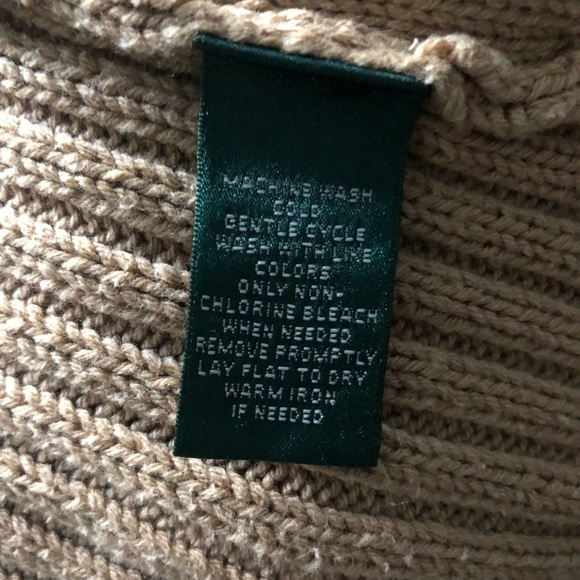 MACHINE WASH
COLD
GENTLE CYCLE
WASH WITH LIKE
COLORS
ONLY NON-
CHLORINE BLEACH
WHEN NEEDED
REMOVE PROMPTLY
LAY FLAT TO DRY
WARM IRON
IF NEEDED